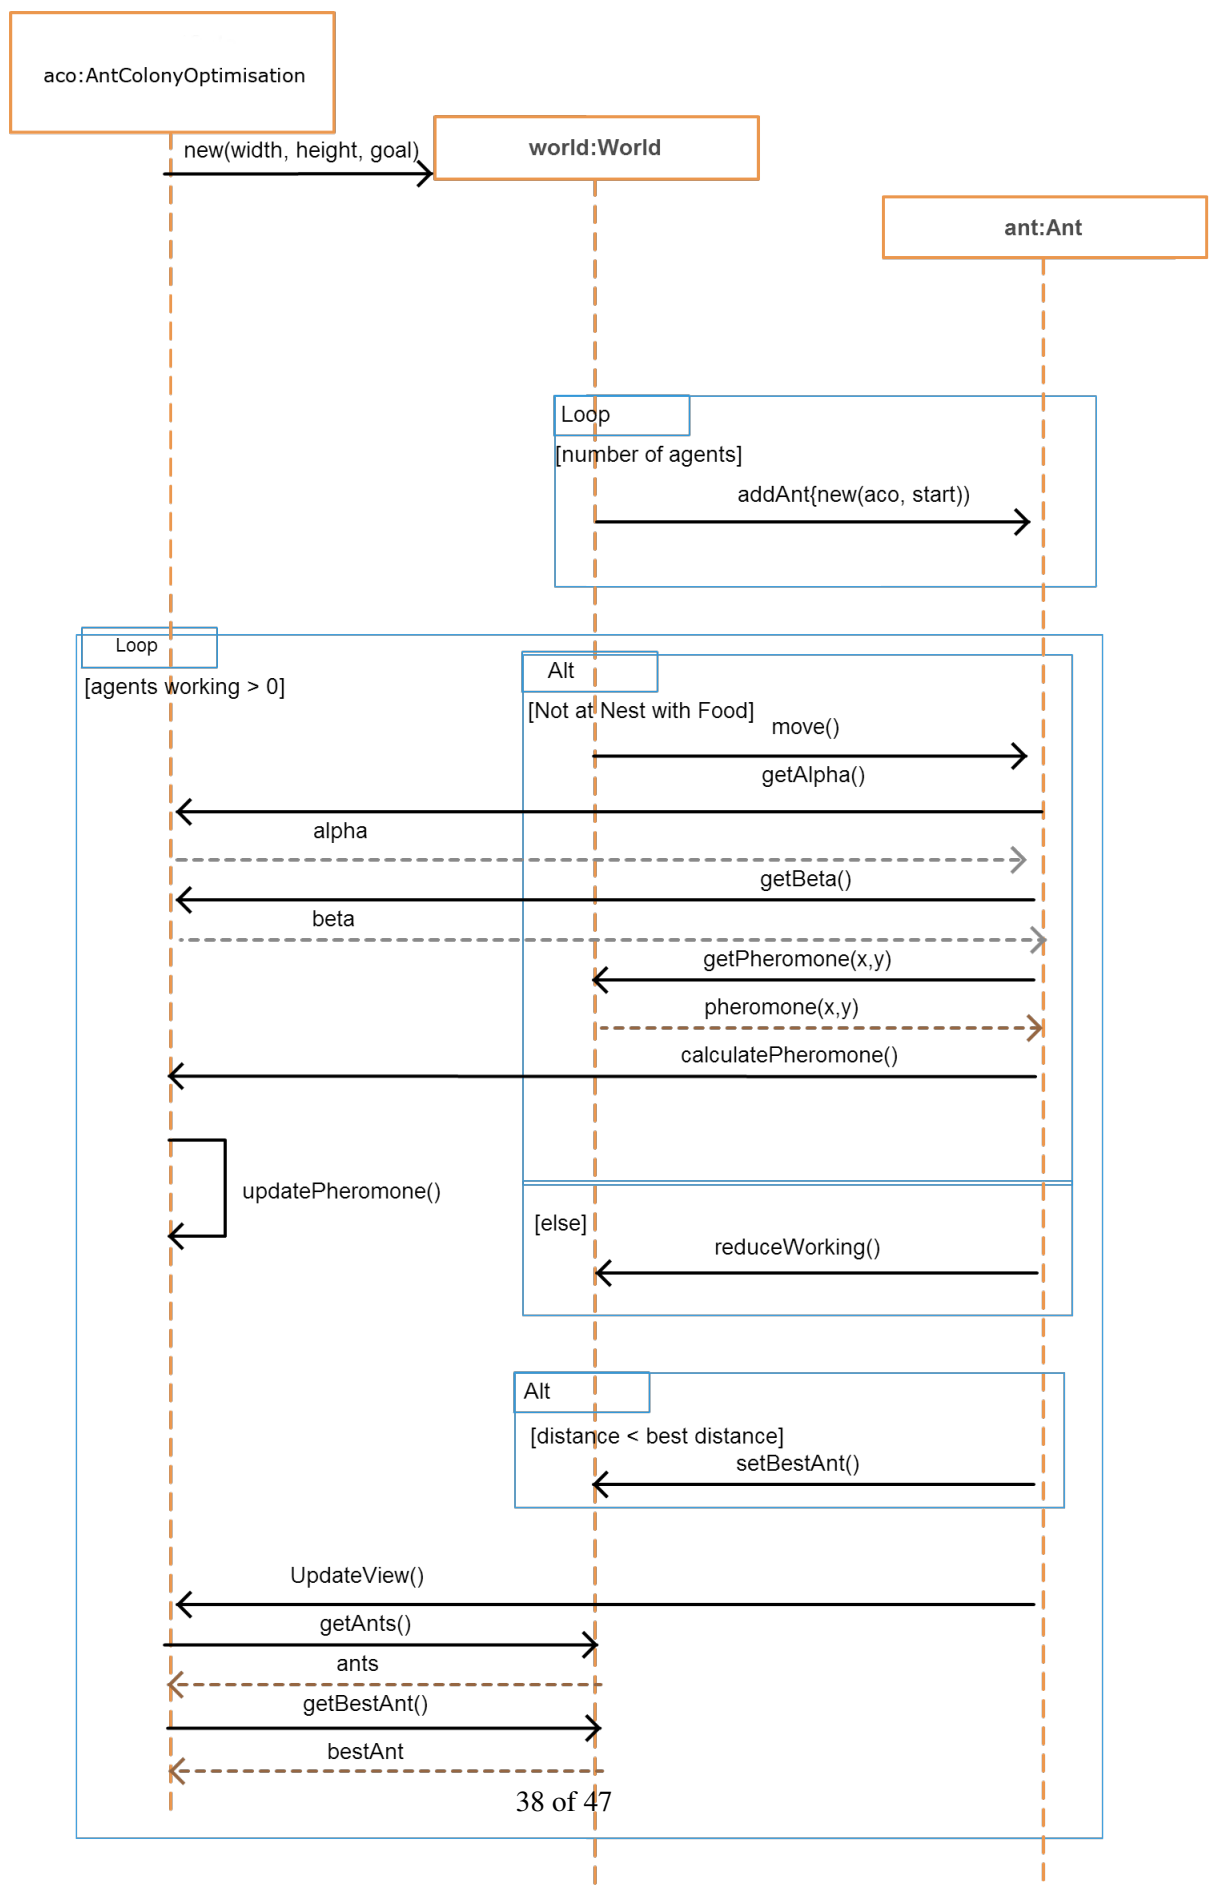 aco:AntColonyOptimisation
new(width, height, goal)
world:World
ant:Ant
Loop
[number of agents]
addAnt{new(aco, start))
Loop
[agents working > 0]
Alt
[Not at Nest with Food]
move()
getAlpha()
alpha
getBeta()
beta
getPheromone(x,y)
pheromone(x,y)
calculatePheromone()
updatePheromone()
[else]
reduceWorking()
Alt
[distance < best distance]
setBestAnt()
UpdateView()
getAnts()
ants
getBestAnt()
bestAnt
38 of 47